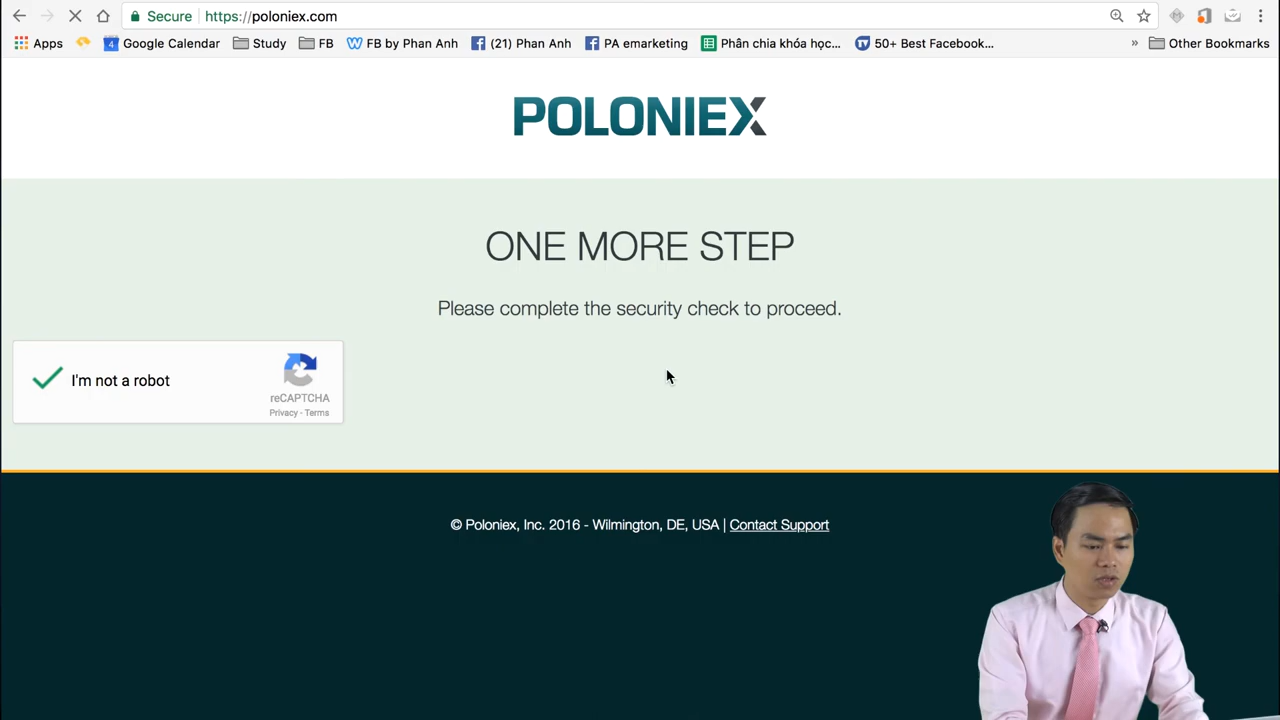 Secure https://poloniex.com
Apps 4 Google Calendar Study FB W FB by Phan Anh f (21) Phan Anh f PA emarketing Phân chia khóa học... TV 50+ Best Facebook... » Other Bookmarks
POLONIEX
ONE MORE STEP
Please complete the security check to proceed.
I'm not a robot
reCAPTCHA
Privacy - Terms
© Poloniex, Inc. 2016 - Wilmington, DE, USA | Contact Support